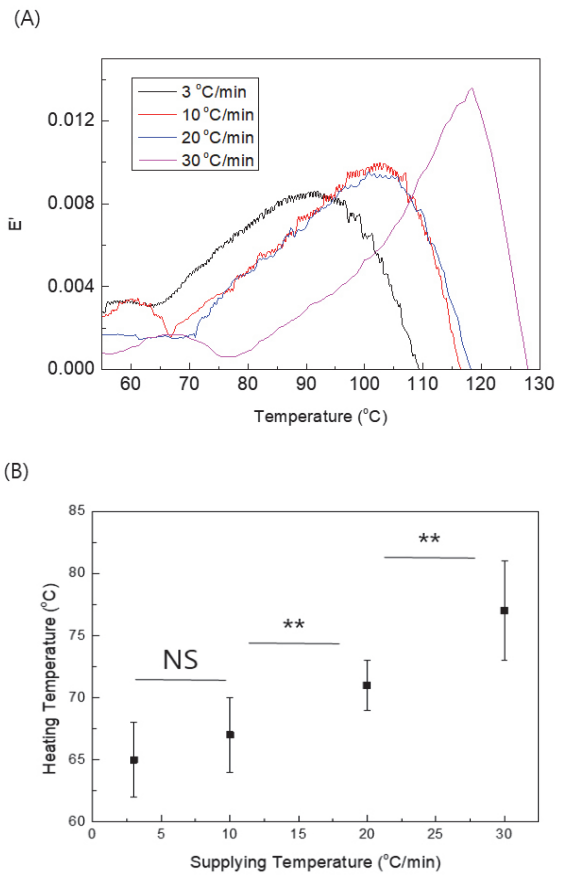 (A)
3 °C/min
10 °C/min
20 °C/min
30 °C/min
0.012
0.008
0.004
0.000
E'
60 70 80 90 100 110 120 130
Temperature (°C)
(B)
85
80
75
70
65
60
Heating Temperature (°C)
NS
**
**
0 5 10 15 20 25 30
Supplying Temperature (°C/min)